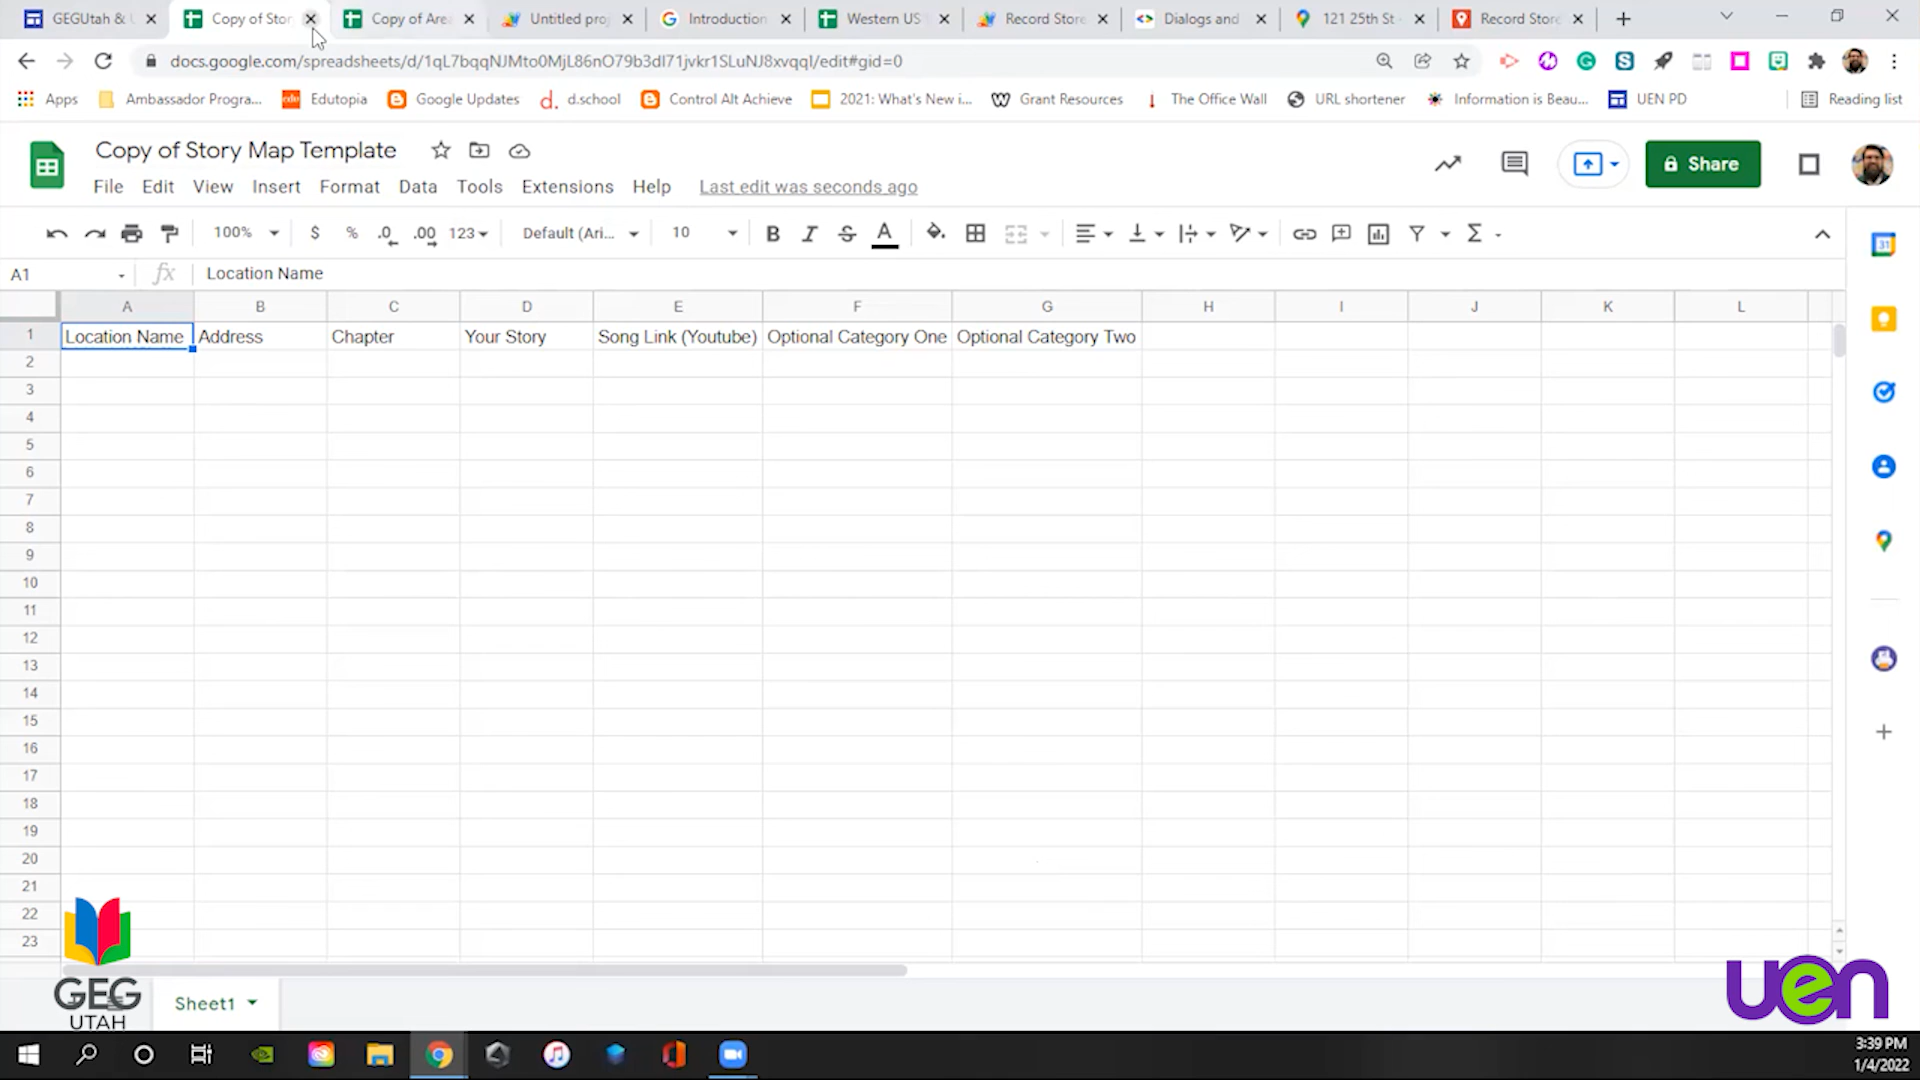 GEGUtah & U
Copy of Stor
Copy of Area
Untitled proj
Introduction
Western US
Record Store
Dialogs and
121 25th St -
Record Store
docs.google.com/spreadsheets/d/1qL7bqqNJMto0MjL86nO79b3dI71jvkr1SLuNJ8xvqqI/edit#gid=0
Apps
Ambassador Progra...
Edutopia
Google Updates
d.school
Control Alt Achieve
2021: What's New i...
Grant Resources
The Office Wall
URL shortener
Information is Beau...
UEN PD
Reading list
Copy of Story Map Template
Share
File Edit View Insert Format Data Tools Extensions Help Last edit was seconds ago
100% $ % .0 .00 123 Default (Ari... 10 B I S A Σ
A1 fx Location Name
A B C D E F G H I J K L
1 Location Name Address Chapter Your Story Song Link (Youtube) Optional Category One Optional Category Two
2
3
4
5
6
7
8
9
10
11
12
13
14
15
16
17
18
19
20
21
22
23
GEG
UTAH
Sheet1
uen
3:39 PM
1/4/2022